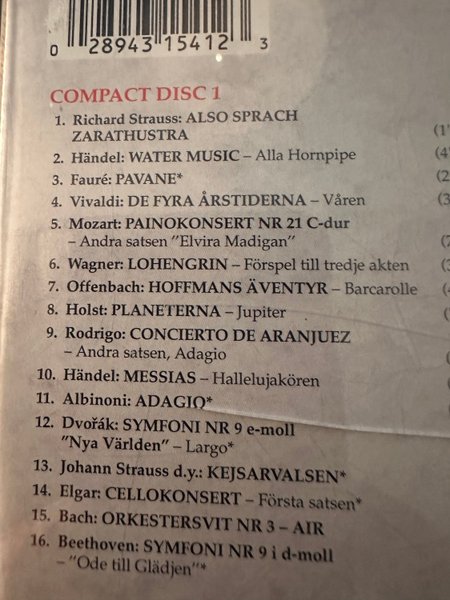 0 28943 15412 3
COMPACT DISC 1
1. Richard Strauss: ALSO SPRACH
ZARATHUSTRA (1'
2. Händel: WATER MUSIC – Alla Hornpipe (4'
3. Fauré: PAVANE* (2
4. Vivaldi: DE FYRA ÅRSTIDERNA – Våren (3
5. Mozart: PAINOKONSERT NR 21 C-dur
– Andra satsen "Elvira Madigan"
6. Wagner: LOHENGRIN – Förspel till tredje akten
7. Offenbach: HOFFMANS ÄVENTYR – Barcarolle
8. Holst: PLANETERNA – Jupiter
9. Rodrigo: CONCIERTO DE ARANJUEZ
– Andra satsen, Adagio
10. Händel: MESSIAS – Hallelujakören
11. Albinoni: ADAGIO*
12. Dvořák: SYMFONI NR 9 e-moll
"Nya Världen" – Largo*
13. Johann Strauss d.y.: KEJSARVALSEN*
14. Elgar: CELLOKONSERT – Första satsen*
15. Bach: ORKESTERSVIT NR 3 – AIR
16. Beethoven: SYMFONI NR 9 i d-moll
– "Ode till Glädjen"*